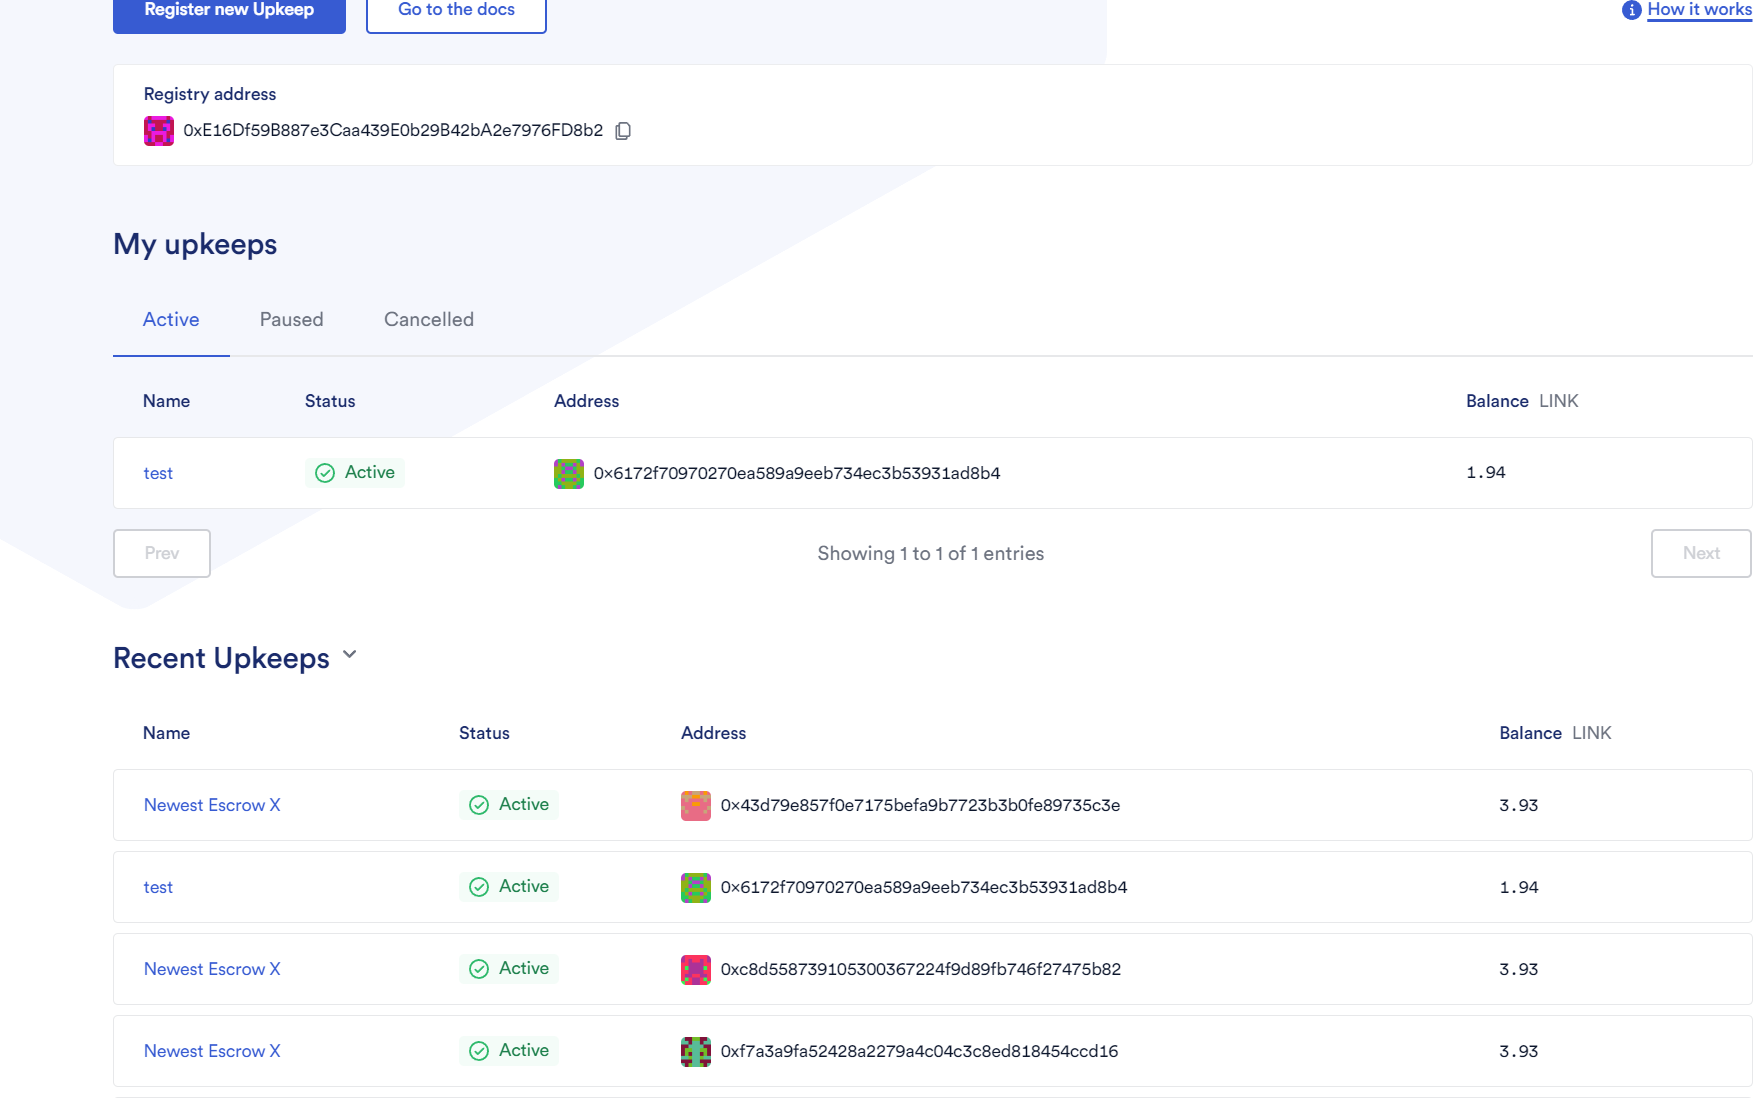 Register new Upkeep Go to the docs How it works
Registry address
0xE16Df59B887e3Caa439E0b29B42bA2e7976FD8b2
My upkeeps
Active Paused Cancelled
Name Status Address Balance LINK
test Active 0x6172f70970270ea589a9eeb734ec3b53931ad8b4 1.94
Prev Showing 1 to 1 of 1 entries Next
Recent Upkeeps
Name Status Address Balance LINK
Newest Escrow X Active 0x43d79e857f0e7175befa9b7723b3b0fe89735c3e 3.93
test Active 0x6172f70970270ea589a9eeb734ec3b53931ad8b4 1.94
Newest Escrow X Active 0xc8d558739105300367224f9d89fb746f27475b82 3.93
Newest Escrow X Active 0xf7a3a9fa52428a2279a4c04c3c8ed818454ccd16 3.93